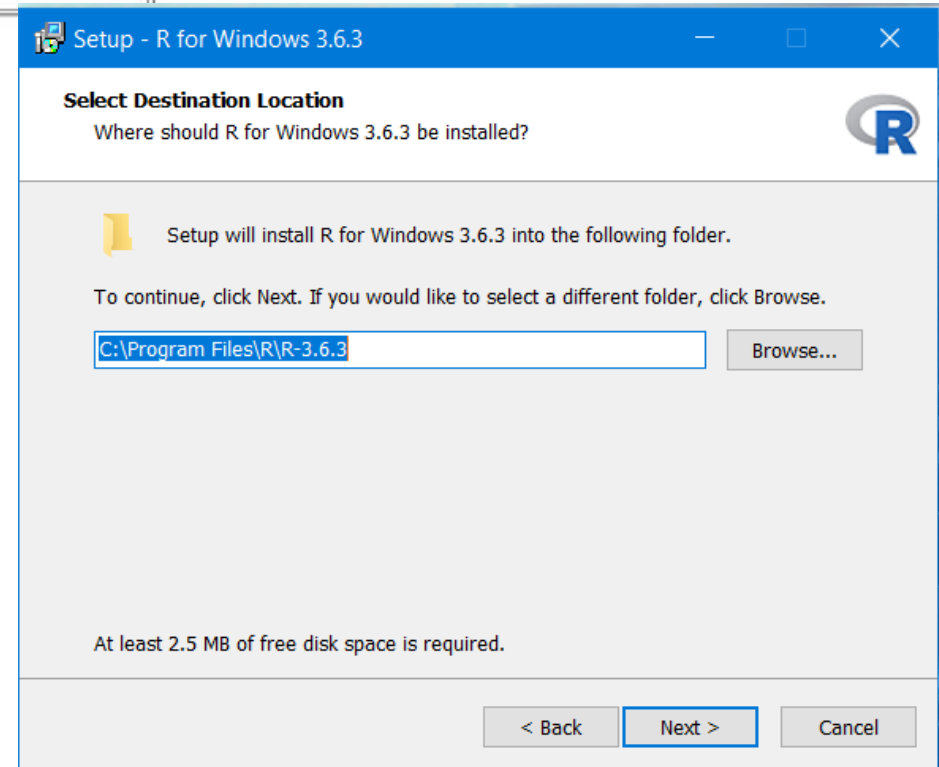 Setup - R for Windows 3.6.3
Select Destination Location
Where should R for Windows 3.6.3 be installed?
R
Setup will install R for Windows 3.6.3 into the following folder.
To continue, click Next. If you would like to select a different folder, click Browse.
C:\Program Files\R\R-3.6.3
Browse...
At least 2.5 MB of free disk space is required.
< Back
Next >
Cancel